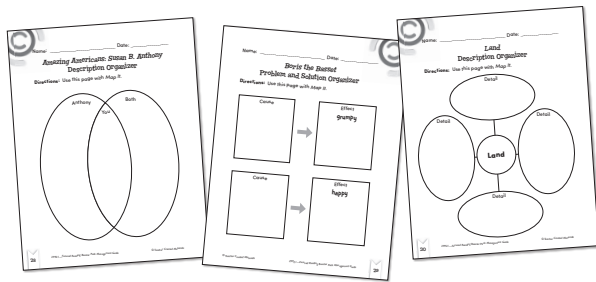 ©
Name: Date:
Amazing Americans: Susan B. Anthony
Description Organizer
Directions: Use this page with Map it.
Anthony
Both
You
28
©
Name: Date:
Boris the Basset
Problem and Solution Organizer
Directions: Use this page with Map it.
Cause
Effect
grumpy
Cause
Effect
happy
29
©
Name: Date:
Land
Description Organizer
Directions: Use this page with Map it.
Detail
Detail
Detail
Land
Detail
30